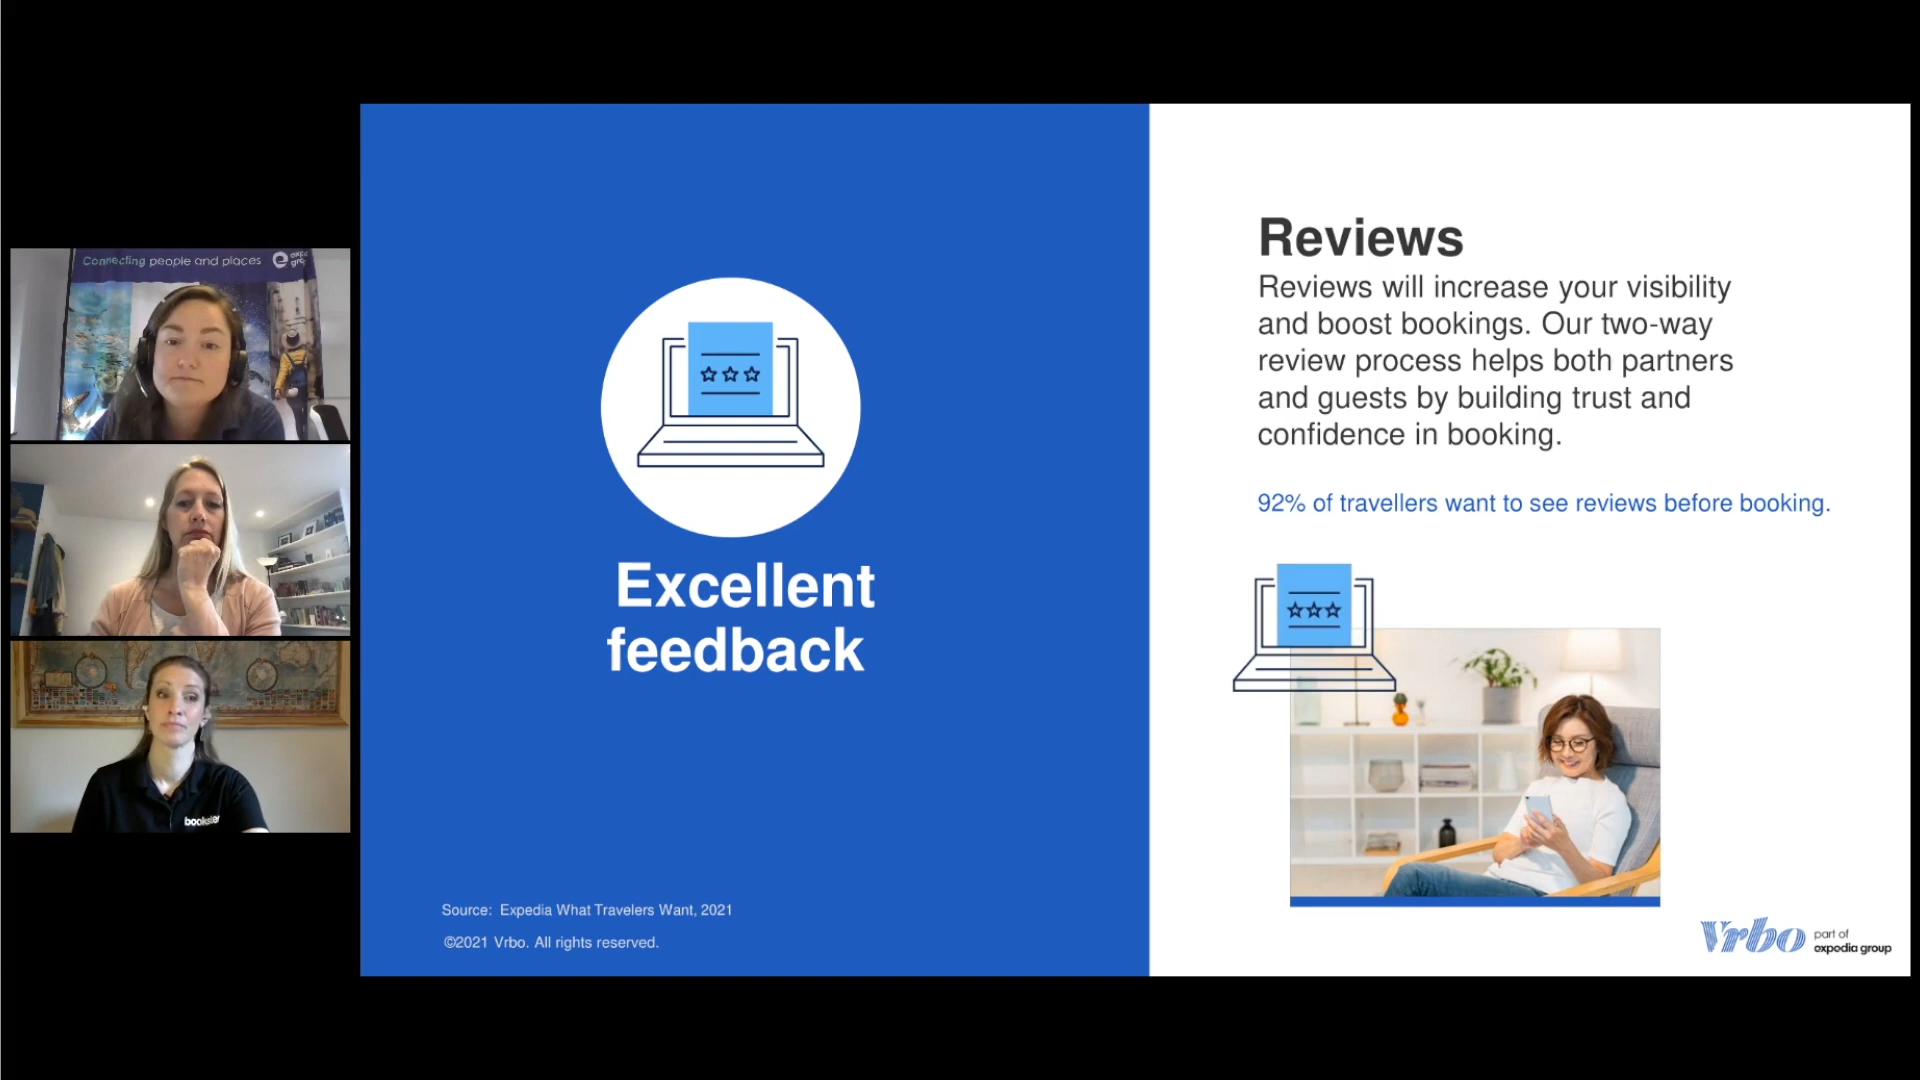 Connecting people and places
Excellent
feedback
Source: Expedia What Travelers Want, 2021
©2021 Vrbo. All rights reserved.
Reviews
Reviews will increase your visibility
and boost bookings. Our two-way
review process helps both partners
and guests by building trust and
confidence in booking.
92% of travellers want to see reviews before booking.
Vrbo
part of
expedia group